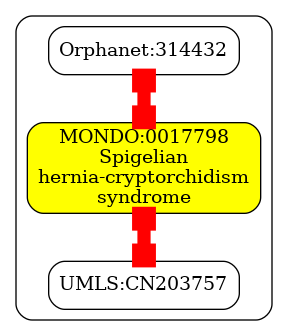 Orphanet:314432
MONDO:0017798
Spigelian
hernia-cryptorchidism
syndrome
UMLS:CN203757